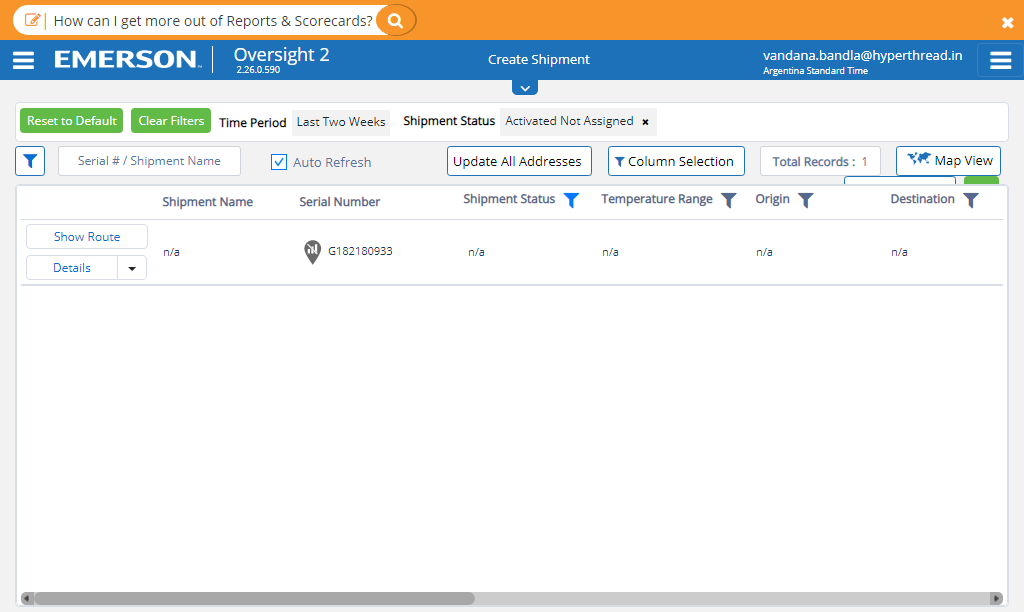 How can I get more out of Reports & Scorecards?
EMERSON Oversight 2 Create Shipment vandana.bandla@hyperthread.in
2.26.0.590 Argentina Standard Time
Reset to Default Clear Filters Time Period Last Two Weeks Shipment Status Activated Not Assigned ×
Serial # / Shipment Name Auto Refresh Update All Addresses Column Selection Total Records : 1 Map View
Shipment Name Serial Number Shipment Status Temperature Range Origin Destination
Show Route
n/a G182180933 n/a n/a n/a n/a
Details